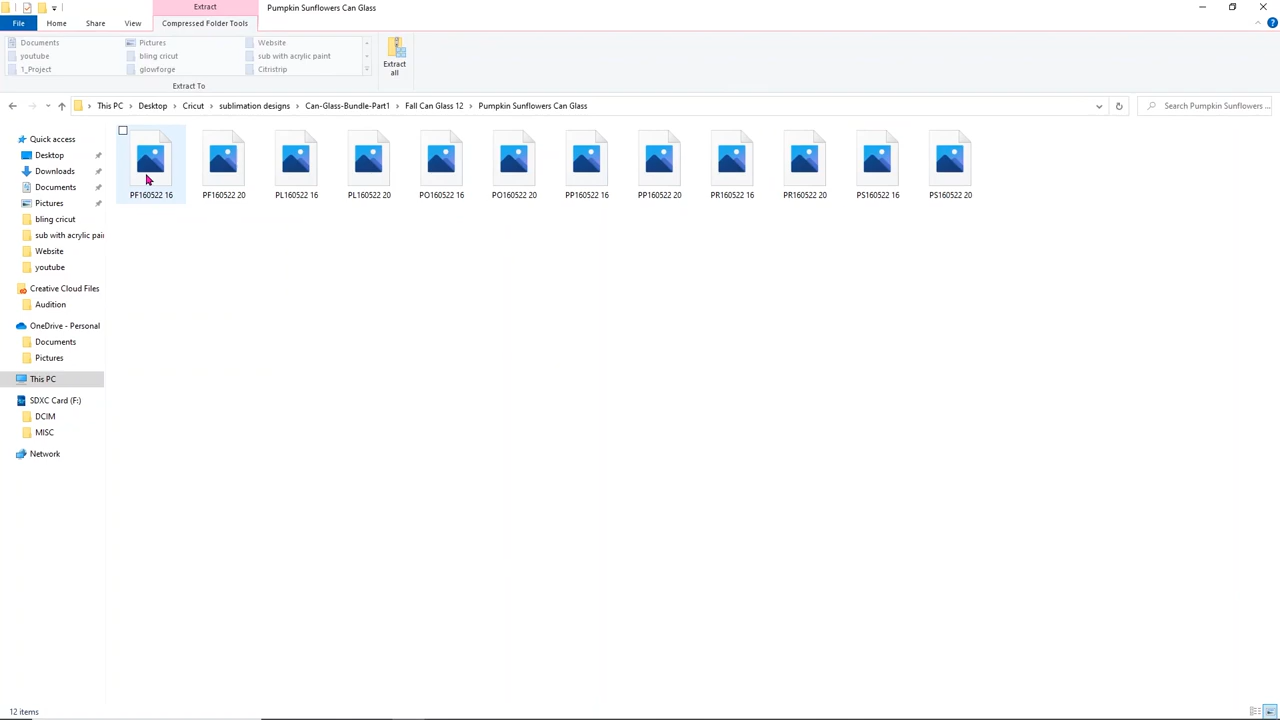 Extract
Pumpkin Sunflowers Can Glass
File
Home
Share
View
Compressed Folder Tools
Documents
Pictures
Website
youtube
bling cricut
sub with acrylic paint
1_Project
glowforge
Citristrip
Extract all
Extract To
This PC > Desktop > Cricut > sublimation designs > Can-Glass-Bundle-Part1 > Fall Can Glass 12 > Pumpkin Sunflowers Can Glass
Search Pumpkin Sunflowers ...
Quick access
Desktop
Downloads
Documents
Pictures
bling cricut
sub with acrylic pain
Website
youtube
Creative Cloud Files
Audition
OneDrive - Personal
Documents
Pictures
This PC
SDXC Card (F:)
DCIM
MISC
Network
PF160522 16
PF160522 20
PL160522 16
PL160522 20
PO160522 16
PO160522 20
PP160522 16
PP160522 20
PR160522 16
PR160522 20
PS160522 16
PS160522 20
12 items